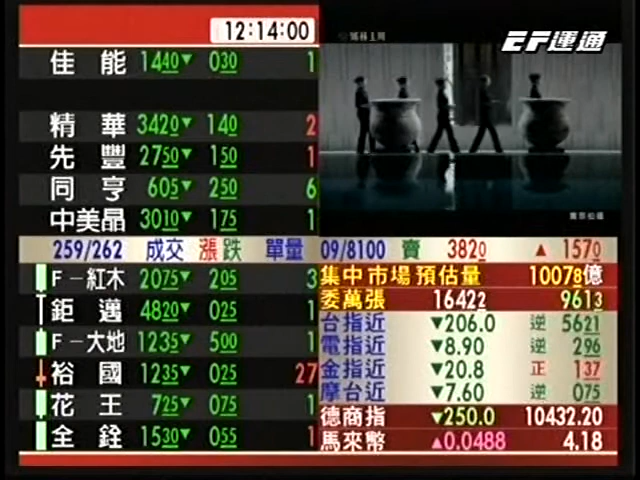 12:14:00
EF運通
佳能 1440▼ 030 1
精華 3420▼ 140 2
先豐 2750▼ 150 1
同亨 605▼ 250 6
中美晶 3010▼ 175 1
259/262 成交 漲跌 單量
09/8100 賣 3820 ▲ 1570
F－紅木 2075▼ 205 3
鉅邁 4820▼ 025 1
F－大地 1235▼ 500 1
裕國 1235▼ 025 27
花王 725▼ 075 1
全銓 1530▼ 055 1
集中市場預估量 10078億
委萬張 16422 9613
台指近 ▼206.0 逆 5621
電指近 ▼8.90 逆 296
金指近 ▼20.8 正 137
摩台近 ▼7.60 逆 075
德商指 ▼250.0 10432.20
馬來幣 ▲0.0488 4.18